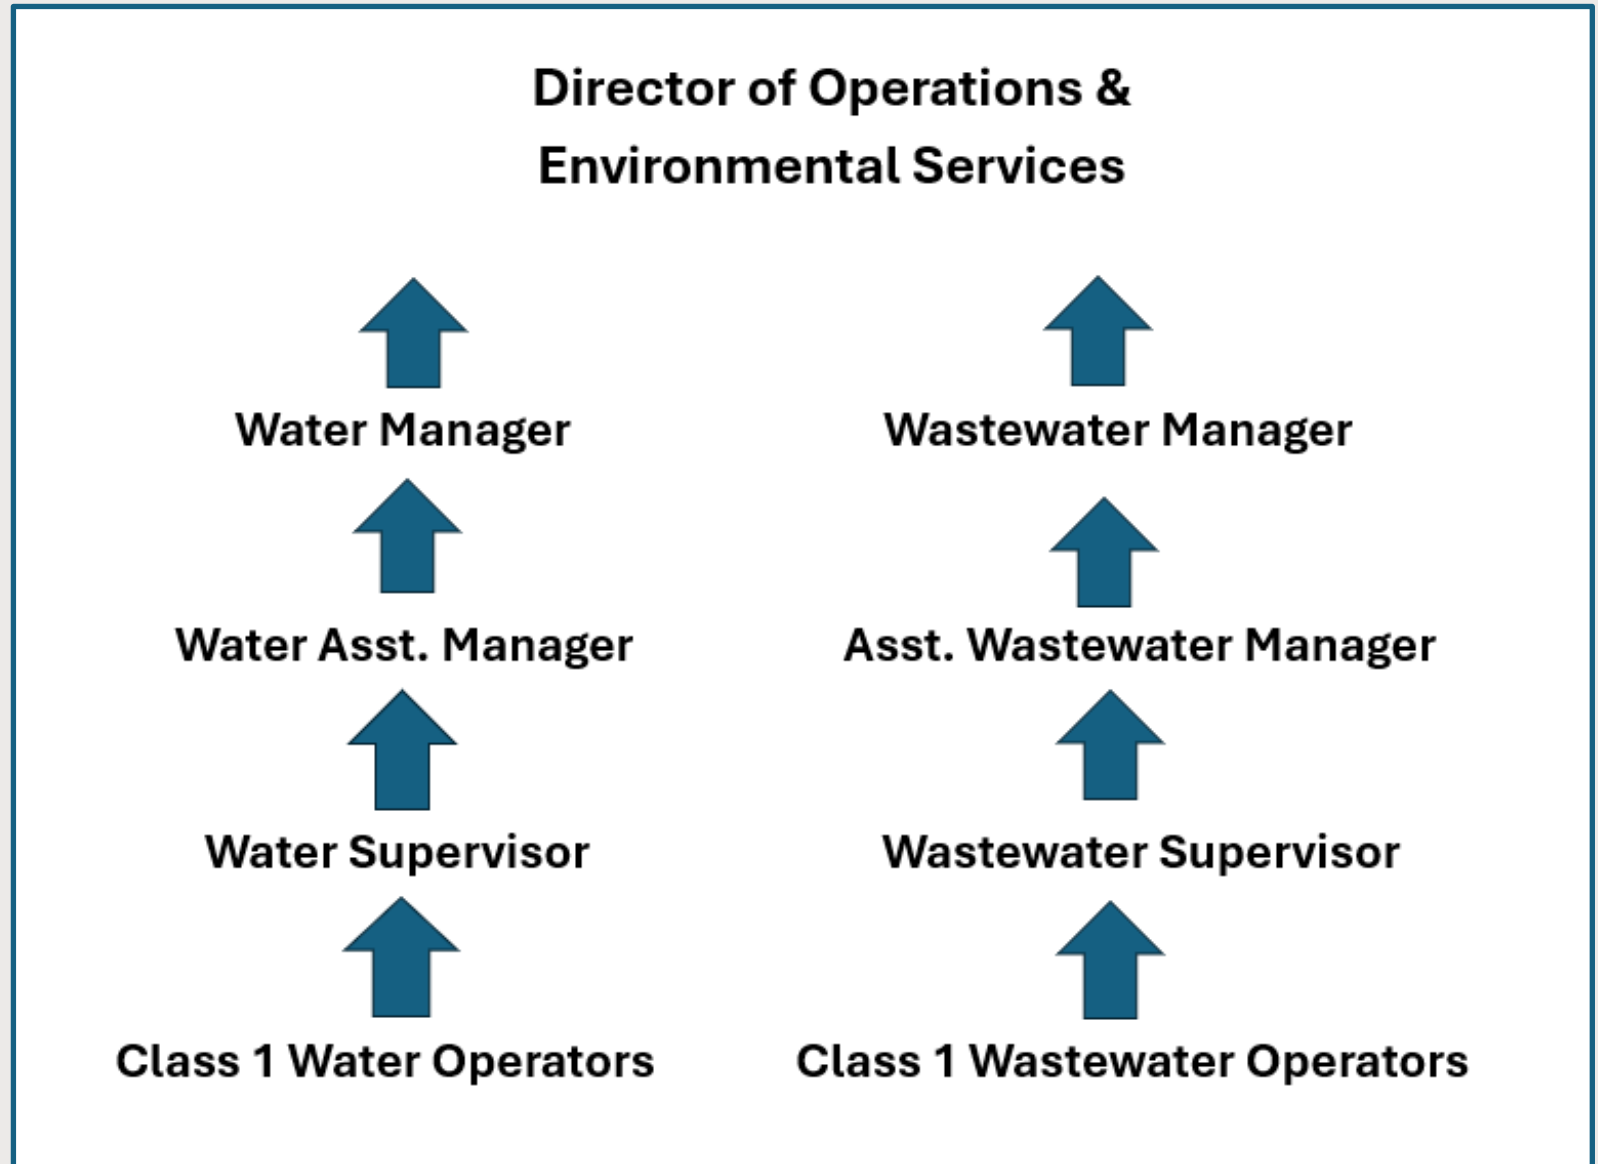 Director of Operations &
Environmental Services
Water Manager
Wastewater Manager
Water Asst. Manager
Asst. Wastewater Manager
Water Supervisor
Wastewater Supervisor
Class 1 Water Operators
Class 1 Wastewater Operators